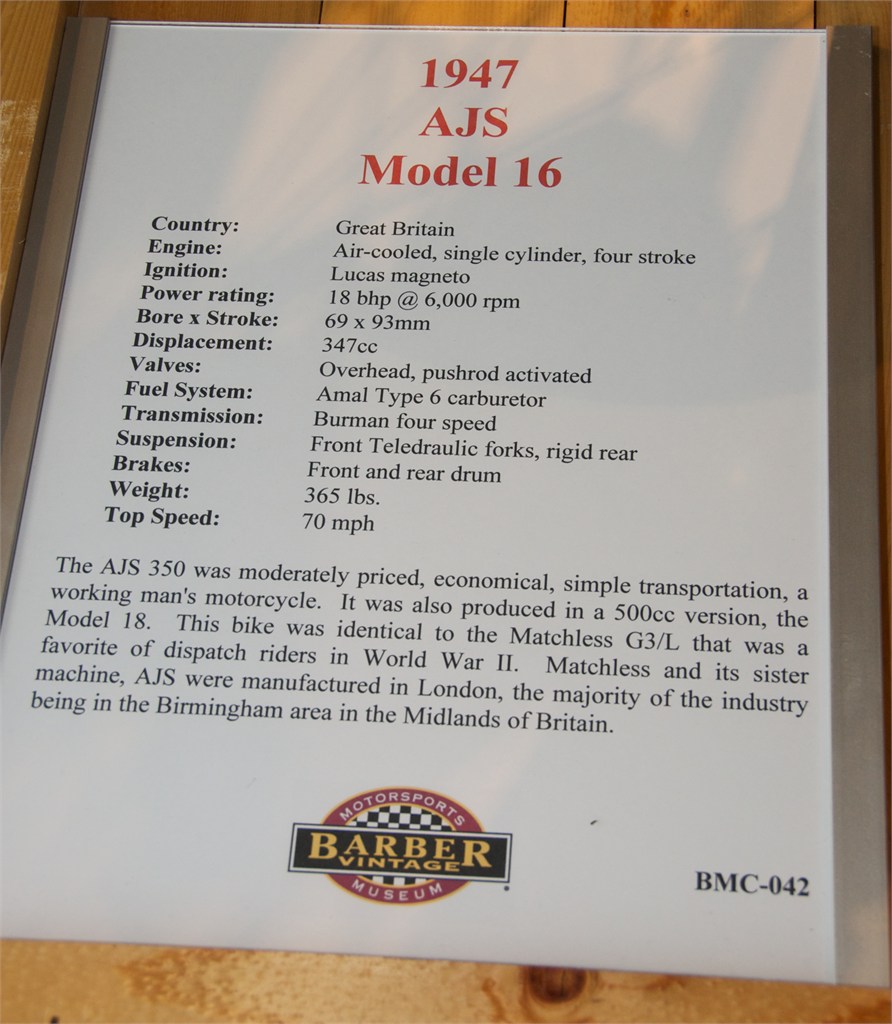 1947
AJS
Model 16
Country: Great Britain
Engine: Air-cooled, single cylinder, four stroke
Ignition: Lucas magneto
Power rating: 18 bhp @ 6,000 rpm
Bore x Stroke: 69 x 93mm
Displacement: 347cc
Valves: Overhead, pushrod activated
Fuel System: Amal Type 6 carburetor
Transmission: Burman four speed
Suspension: Front Teledraulic forks, rigid rear
Brakes: Front and rear drum
Weight: 365 lbs.
Top Speed: 70 mph
The AJS 350 was moderately priced, economical, simple transportation, a
working man's motorcycle. It was also produced in a 500cc version, the
Model 18. This bike was identical to the Matchless G3/L that was a
favorite of dispatch riders in World War II. Matchless and its sister
machine, AJS were manufactured in London, the majority of the industry
being in the Birmingham area in the Midlands of Britain.
MOTORSPORTS
BARBER
VINTAGE
MUSEUM
BMC-042